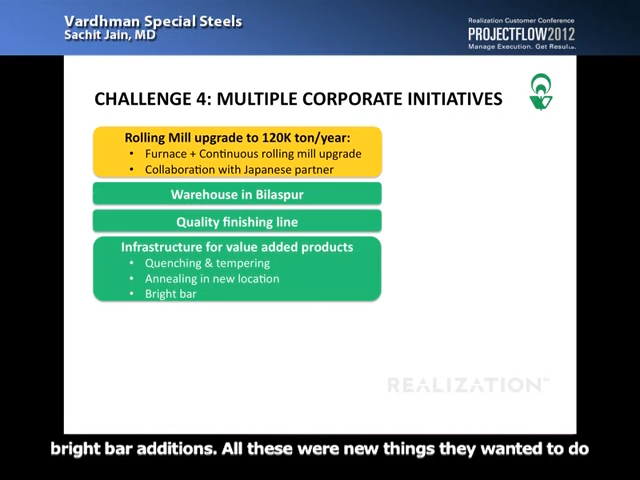 Vardhman Special Steels
Sachit Jain, MD
Realization Customer Conference
PROJECTFLOW2012
Manage Execution. Get Results.
CHALLENGE 4: MULTIPLE CORPORATE INITIATIVES
Rolling Mill upgrade to 120K ton/year:
• Furnace + Continuous rolling mill upgrade
• Collaboration with Japanese partner
Warehouse in Bilaspur
Quality finishing line
Infrastructure for value added products
• Quenching & tempering
• Annealing in new location
• Bright bar
REALIZATION™
bright bar additions. All these were new things they wanted to do